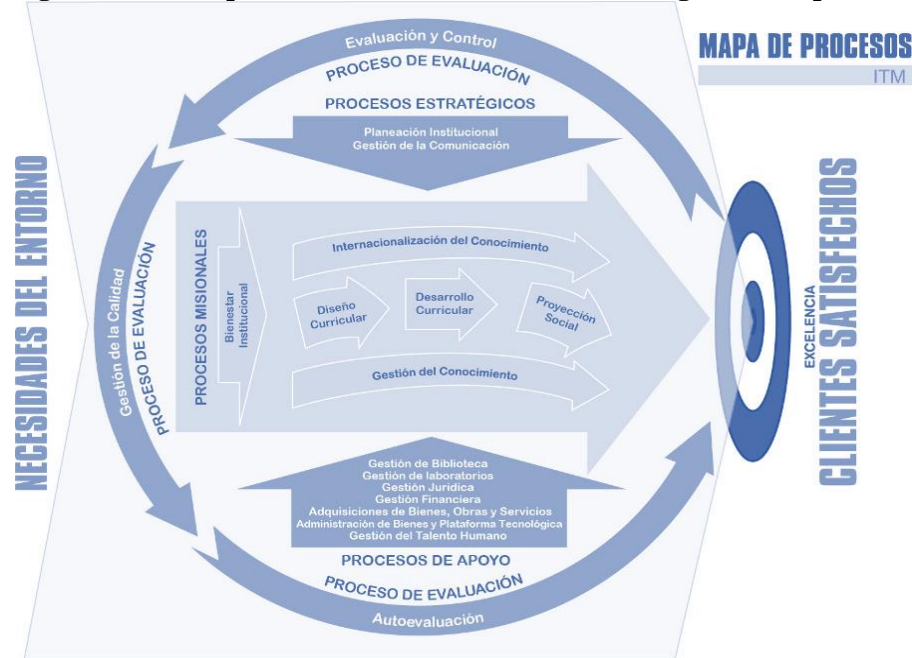 MAPA DE PROCESOS
ITM
NECESIDADES DEL ENTORNO
Evaluación y Control
PROCESO DE EVALUACIÓN
PROCESOS ESTRATÉGICOS
Planeación Institucional
Gestión de la Comunicación
Gestión de la Calidad
PROCESO DE EVALUACIÓN
PROCESOS MISIONALES
Bienestar
Institucional
Internacionalización del Conocimiento
Diseño
Curricular
Desarrollo
Curricular
Proyección
Social
Gestión del Conocimiento
Gestión de Biblioteca
Gestión de laboratorios
Gestión Jurídica
Gestión Financiera
Adquisiciones de Bienes, Obras y Servicios
Administración de Bienes y Plataforma Tecnológica
Gestión del Talento Humano
PROCESOS DE APOYO
PROCESO DE EVALUACIÓN
Autoevaluación
EXCELENCIA
CLIENTES SATISFECHOS